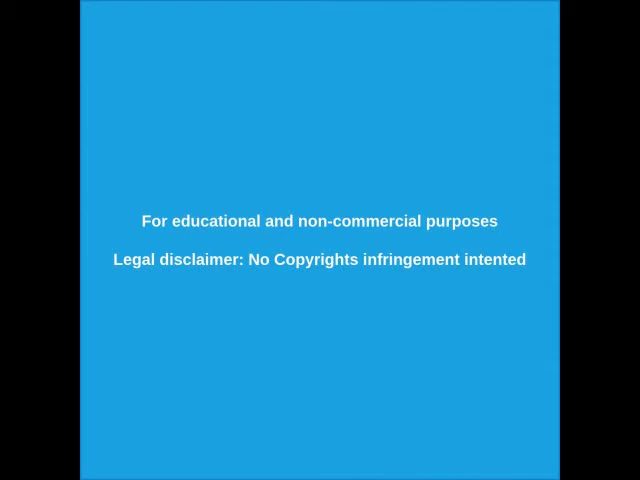 For educational and non-commercial purposes
Legal disclaimer: No Copyrights infringement intented